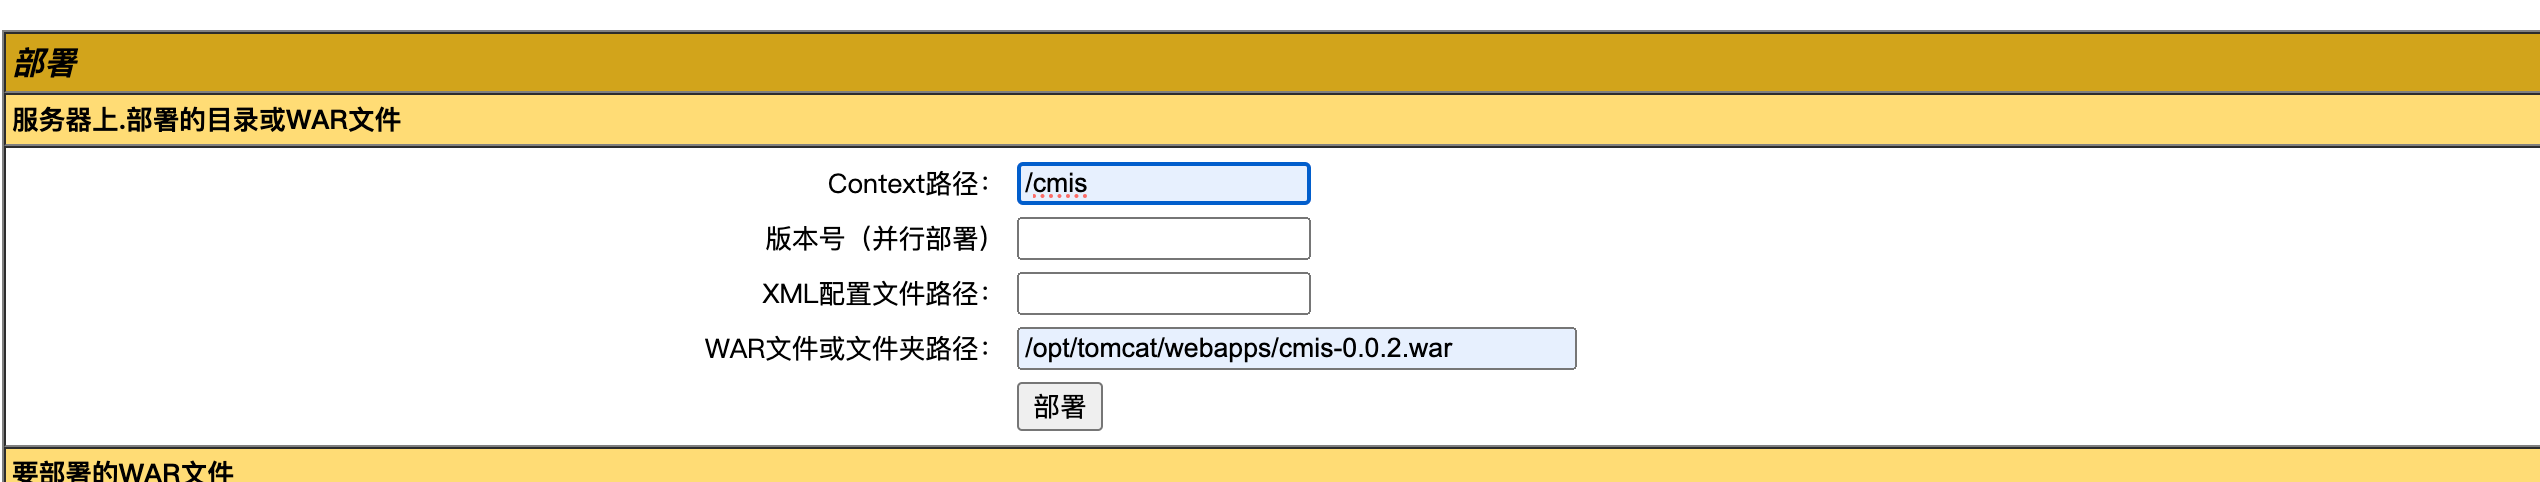 部署
服务器上.部署的目录或WAR文件
Context路径： /cmis
版本号（并行部署）
XML配置文件路径：
WAR文件或文件夹路径： /opt/tomcat/webapps/cmis-0.0.2.war
部署
要部署的WAR文件